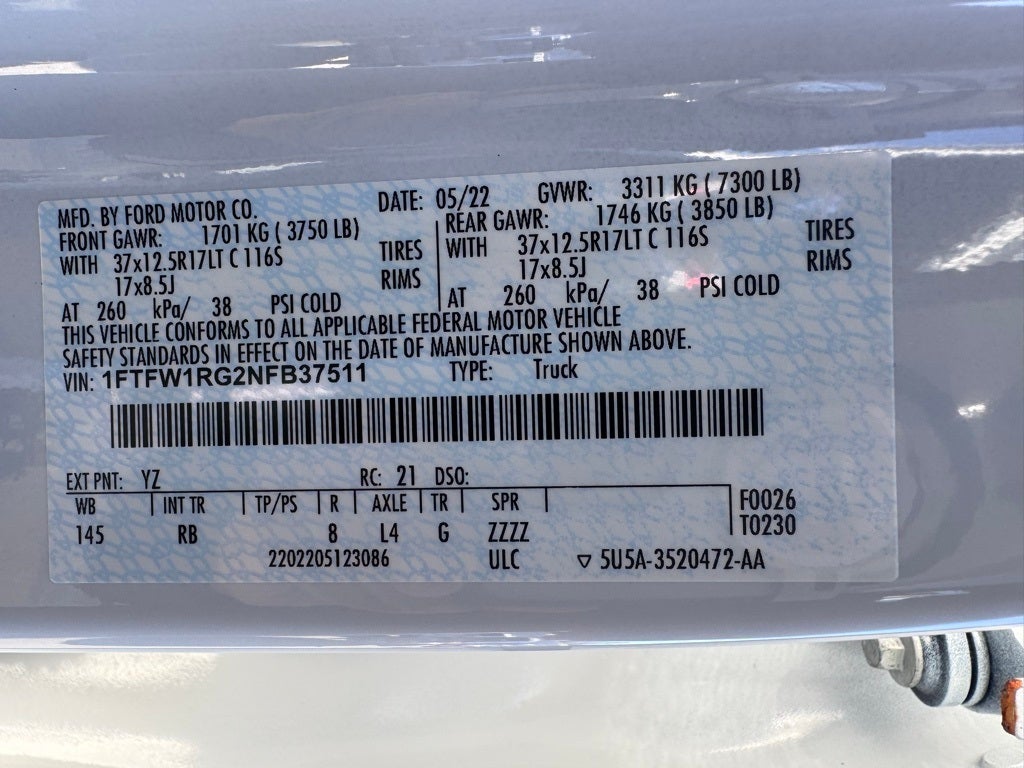 MFD. BY FORD MOTOR CO. DATE: 05/22 GVWR: 3311 KG ( 7300 LB)
FRONT GAWR: 1701 KG ( 3750 LB) REAR GAWR: 1746 KG ( 3850 LB)
WITH 37x12.5R17LT C 116S TIRES WITH 37x12.5R17LT C 116S TIRES
17x8.5J RIMS 17x8.5J RIMS
AT 260 kPa/ 38 PSI COLD AT 260 kPa/ 38 PSI COLD
THIS VEHICLE CONFORMS TO ALL APPLICABLE FEDERAL MOTOR VEHICLE
SAFETY STANDARDS IN EFFECT ON THE DATE OF MANUFACTURE SHOWN ABOVE.
VIN: 1FTFW1RG2NFB37511 TYPE: Truck
EXT PNT: YZ RC: 21 DSO:
WB INT TR TP/PS R AXLE TR SPR F0026
145 RB 8 L4 G ZZZZ T0230
2202205123086 ULC ▽ 5U5A-3520472-AA